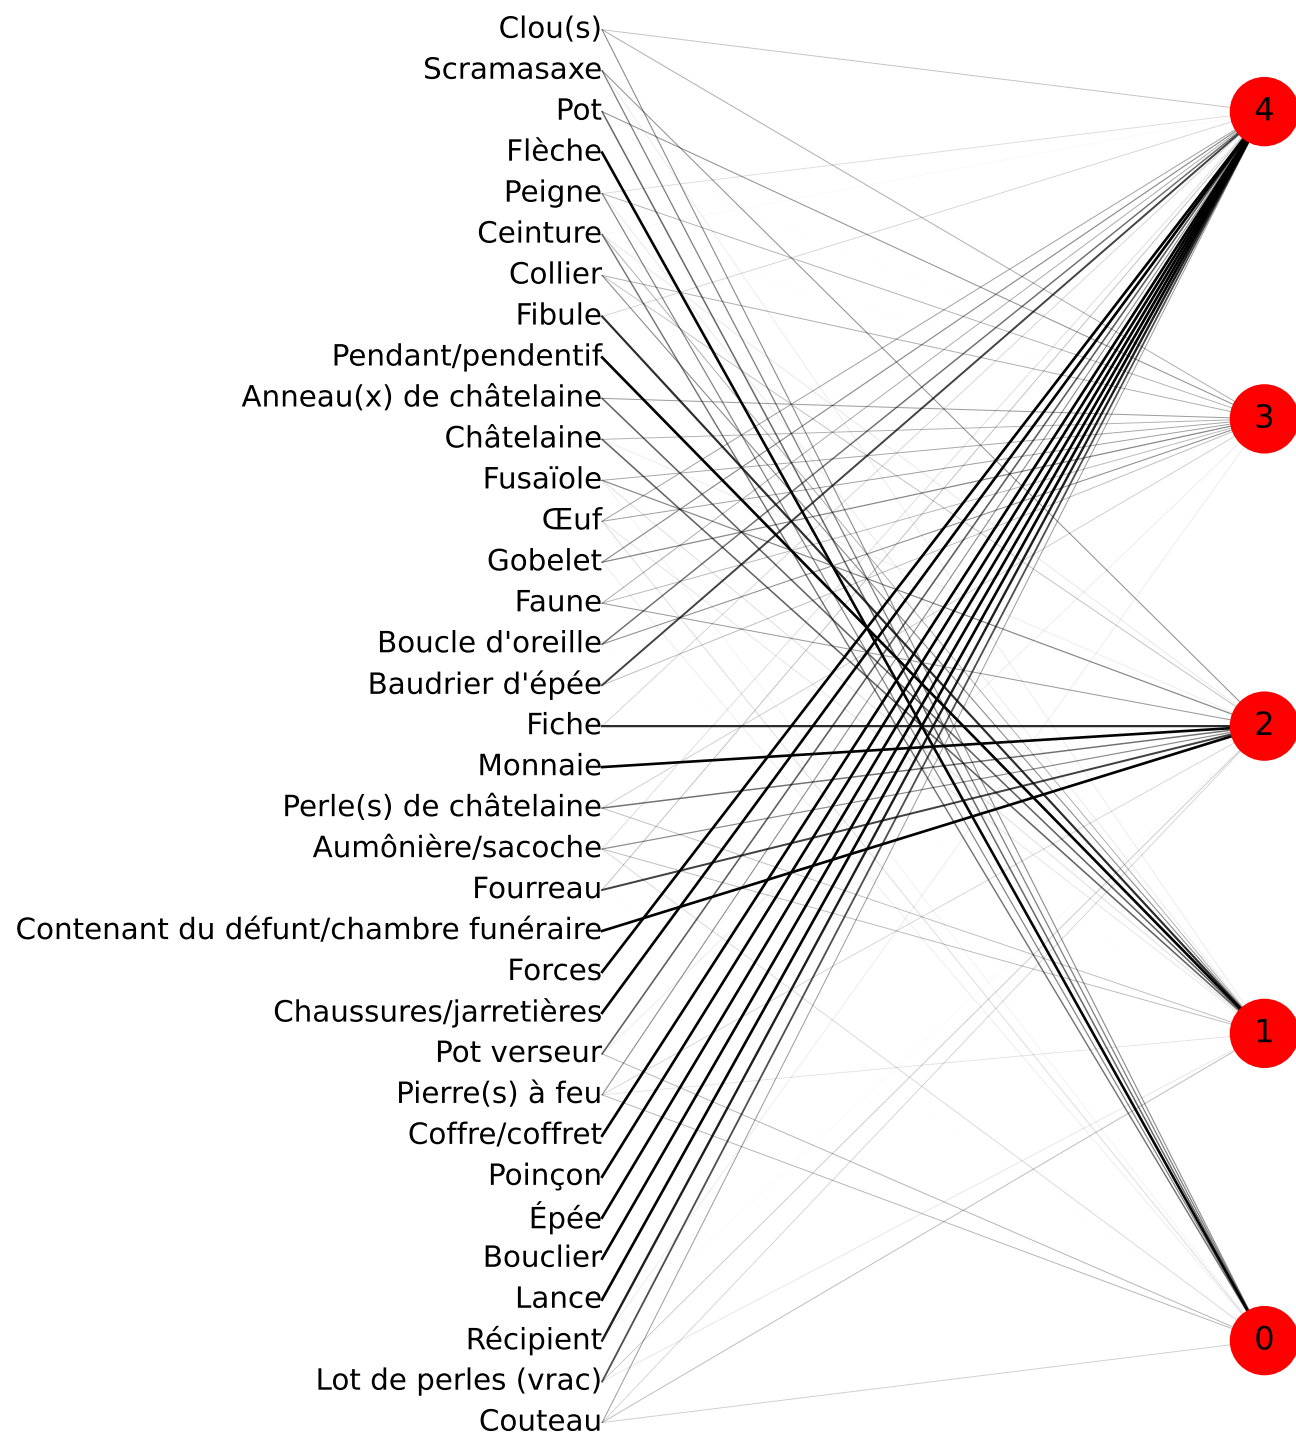 Clou(s)
Scramasaxe
Pot
Flèche
Peigne
Ceinture
Collier
Fibule
Pendant/pendentif
Anneau(x) de châtelaine
Châtelaine
Fusaïole
Œuf
Gobelet
Faune
Boucle d'oreille
Baudrier d'épée
Fiche
Monnaie
Perle(s) de châtelaine
Aumônière/sacoche
Fourreau
Contenant du défunt/chambre funéraire
Forces
Chaussures/jarretières
Pot verseur
Pierre(s) à feu
Coffre/coffret
Poinçon
Épée
Bouclier
Lance
Récipient
Lot de perles (vrac)
Couteau
4
3
2
1
0